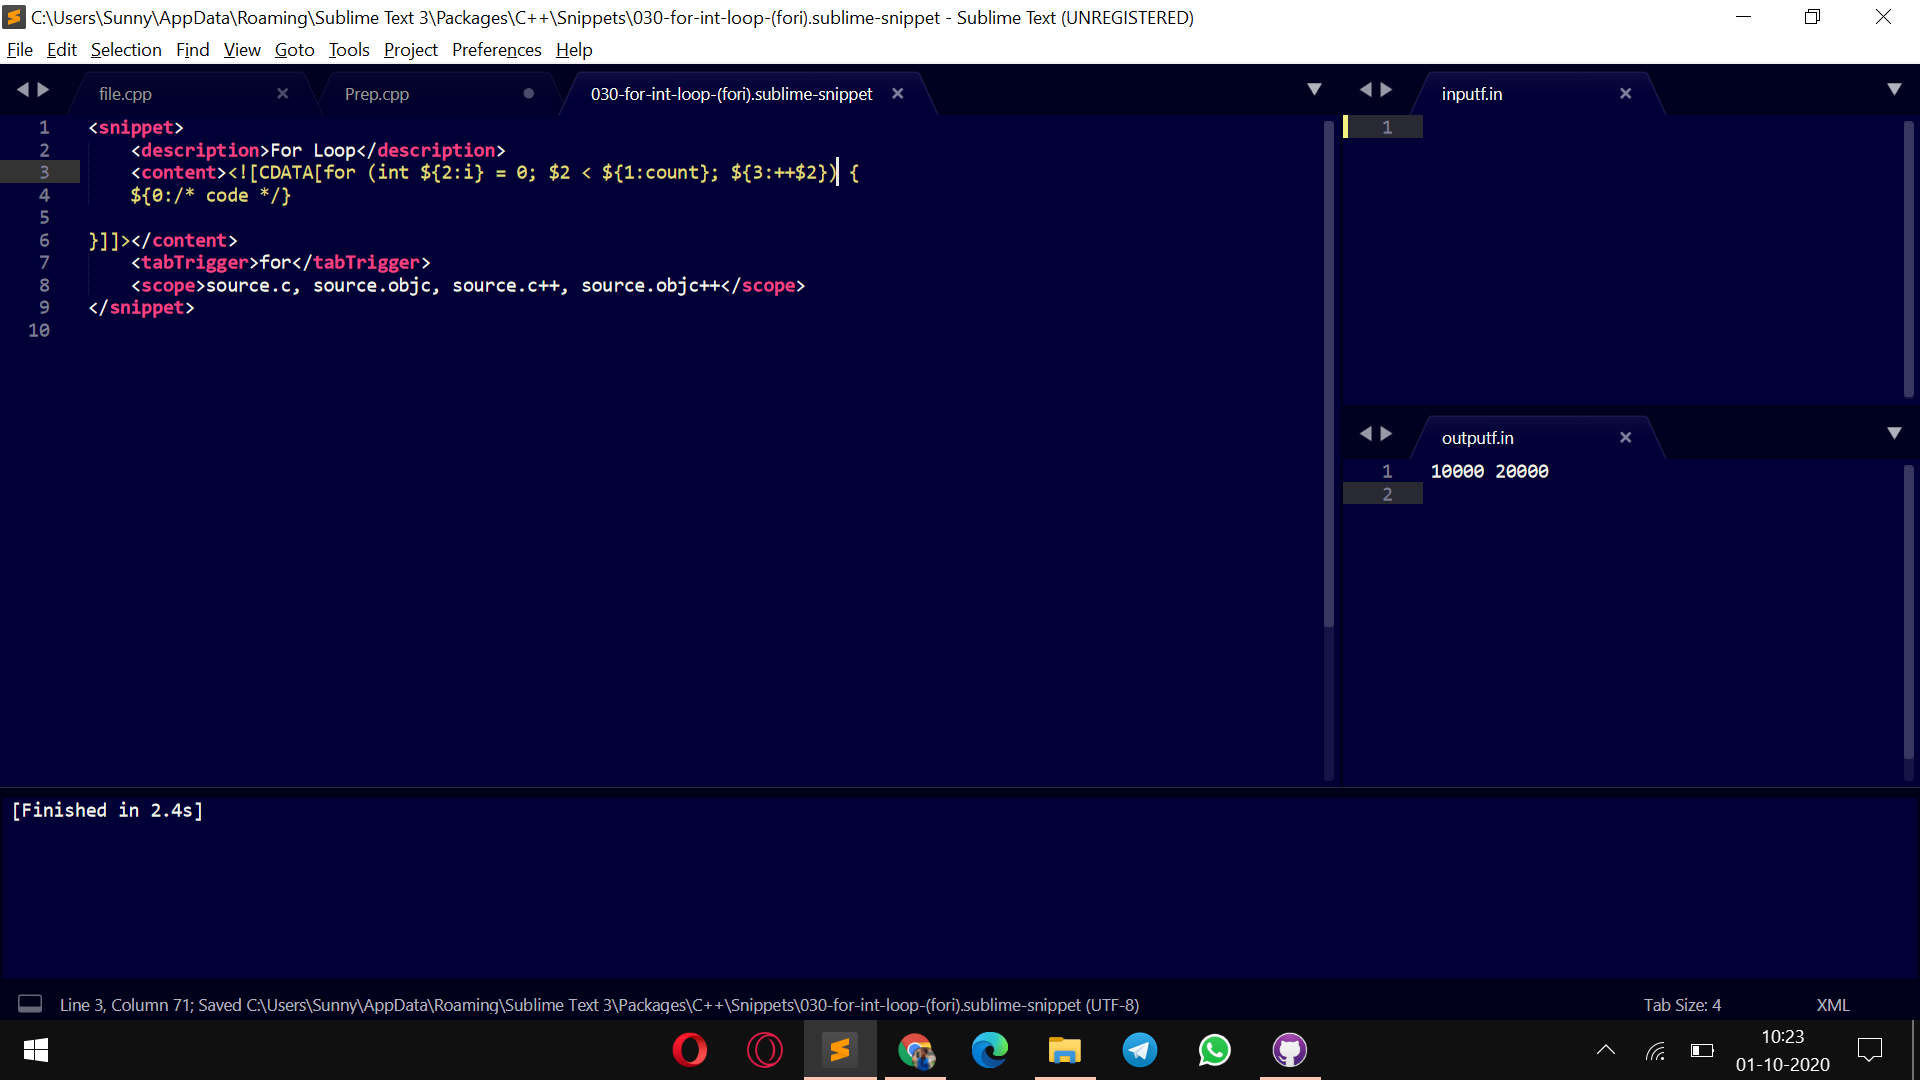 C:\Users\Sunny\AppData\Roaming\Sublime Text 3\Packages\C++\Snippets\030-for-int-loop-(fori).sublime-snippet - Sublime Text (UNREGISTERED)
File Edit Selection Find View Goto Tools Project Preferences Help
file.cpp Prep.cpp 030-for-int-loop-(fori).sublime-snippet
1 <snippet>
2 <description>For Loop</description>
3 <content><![CDATA[for (int ${2:i} = 0; $2 < ${1:count}; ${3:++$2}) {
4 ${0:/* code */}
5
6 }]]></content>
7 <tabTrigger>for</tabTrigger>
8 <scope>source.c, source.objc, source.c++, source.objc++</scope>
9 </snippet>
10
inputf.in
1
outputf.in
1 10000 20000
2
[Finished in 2.4s]
Line 3, Column 71; Saved C:\Users\Sunny\AppData\Roaming\Sublime Text 3\Packages\C++\Snippets\030-for-int-loop-(fori).sublime-snippet (UTF-8) Tab Size: 4 XML
10:23
01-10-2020